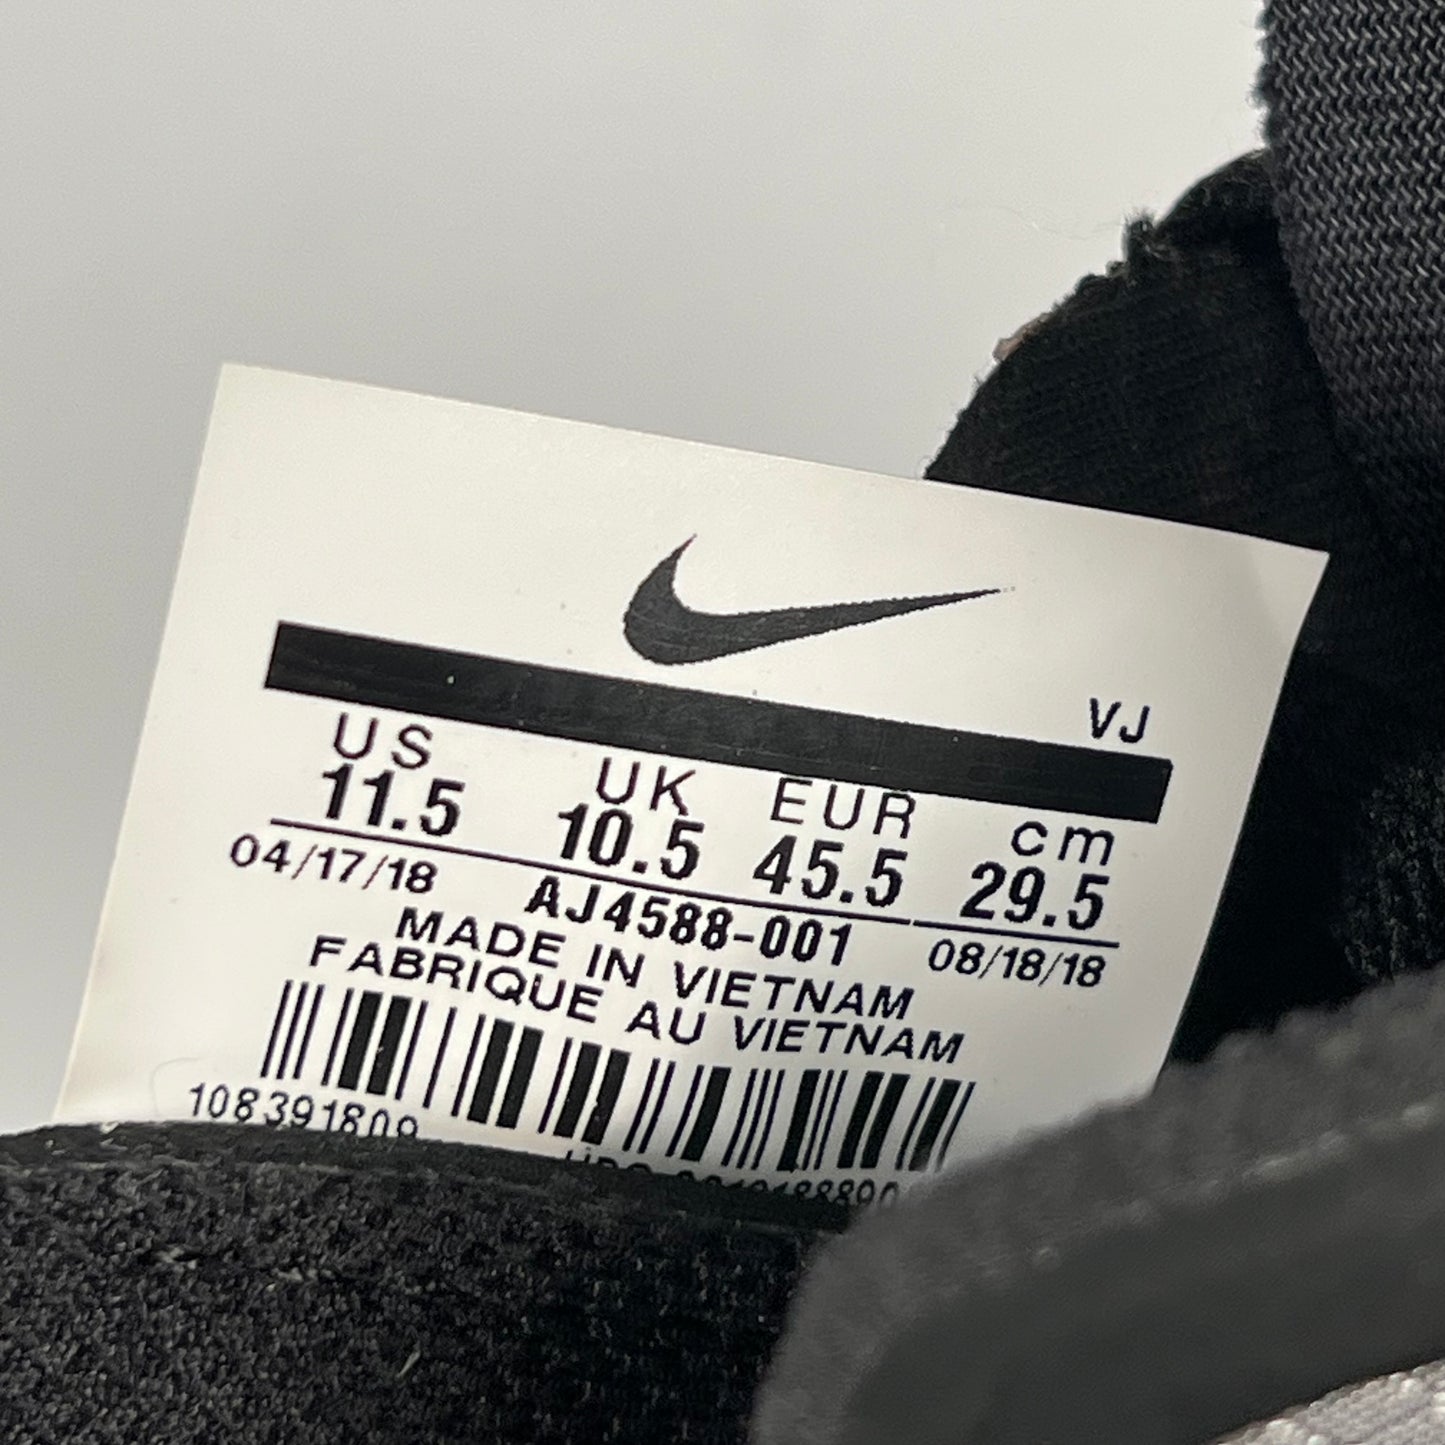 VJ
US UK EUR cm
11.5 10.5 45.5 29.5
04/17/18 AJ4588-001 08/18/18
MADE IN VIETNAM
FABRIQUE AU VIETNAM
108391809